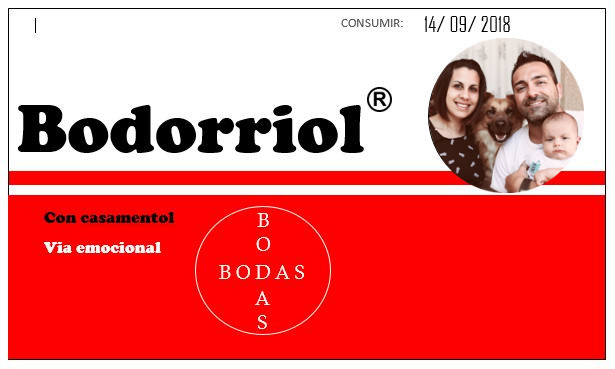 CONSUMIR: 14/ 09/ 2018
Bodorriol®
Con casamentol
Via emocional
B
O
BODAS
A
S